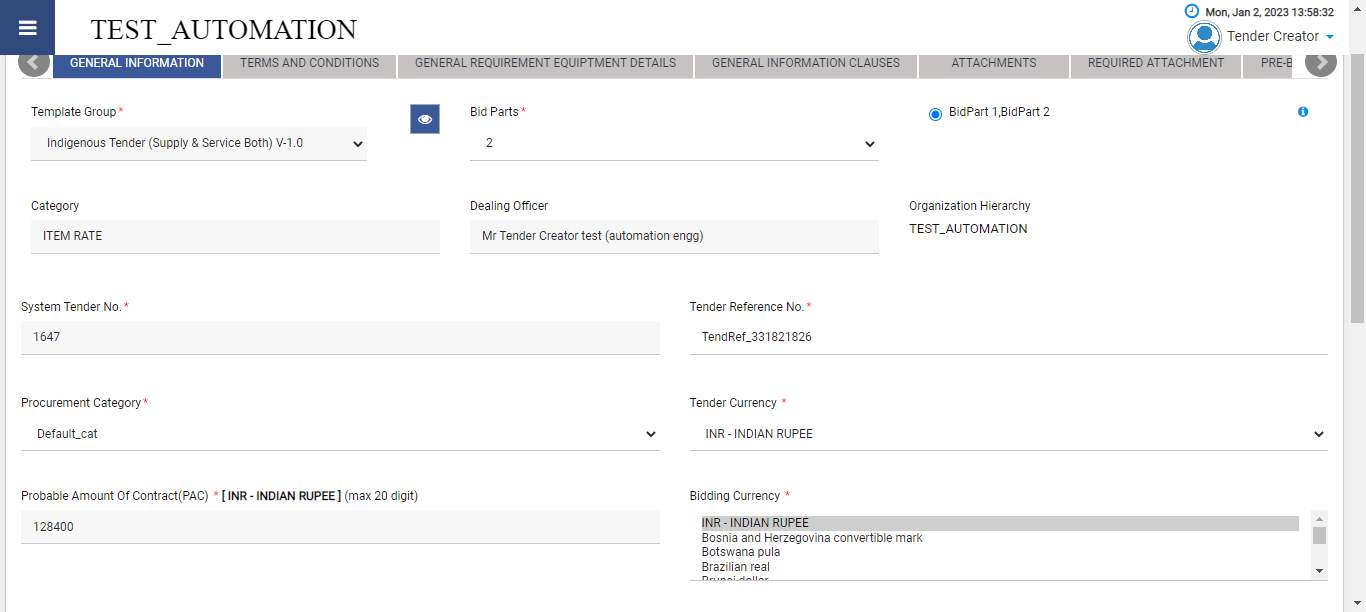 TEST_AUTOMATION
Mon, Jan 2, 2023 13:58:32
Tender Creator
GENERAL INFORMATION
TERMS AND CONDITIONS
GENERAL REQUIREMENT EQUIPTMENT DETAILS
GENERAL INFORMATION CLAUSES
ATTACHMENTS
REQUIRED ATTACHMENT
PRE-B
Template Group *
Bid Parts *
BidPart 1,BidPart 2
Indigenous Tender (Supply & Service Both) V-1.0
2
Category
Dealing Officer
Organization Hierarchy
ITEM RATE
Mr Tender Creator test (automation engg)
TEST_AUTOMATION
System Tender No. *
Tender Reference No. *
1647
TendRef_331821826
Procurement Category *
Tender Currency *
Default_cat
INR - INDIAN RUPEE
Probable Amount Of Contract(PAC) * [ INR - INDIAN RUPEE ] (max 20 digit)
Bidding Currency *
128400
INR - INDIAN RUPEE
Bosnia and Herzegovina convertible mark
Botswana pula
Brazilian real
Brunei dollar